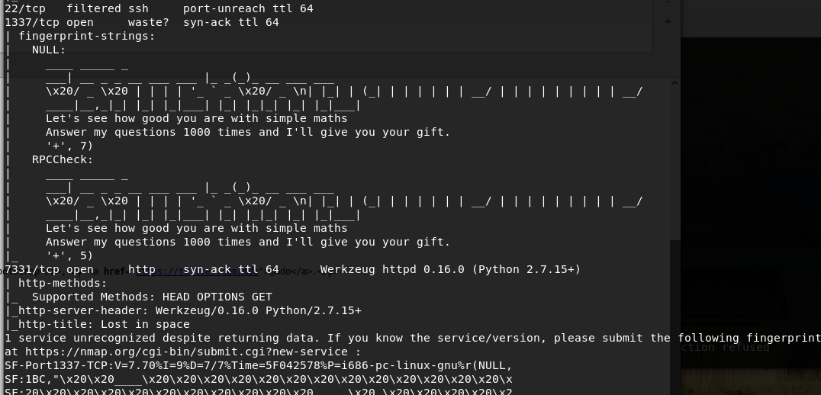 22/tcp   filtered ssh     port-unreach ttl 64
1337/tcp open     waste?  syn-ack ttl 64
| fingerprint-strings:
|   NULL:
|     ____ _____ _
|     ___| __ _ _ __ ___ ___ |_ _(_)_ __ ___ ___
|     \x20/ _ \x20 | | | | '_ ` _ \x20/ _ \n| |_| | (_| | | | | | | __/ | | | | | | | | | __/
|     ____|__,_|_| |_| |_|___| |_| |_|_| |_| |_|___|
|     Let's see how good you are with simple maths
|     Answer my questions 1000 times and I'll give you your gift.
|     '+', 7)
|   RPCCheck:
|     ____ _____ _
|     ___| __ _ _ __ ___ ___ |_ _(_)_ __ ___ ___
|     \x20/ _ \x20 | | | | '_ ` _ \x20/ _ \n| |_| | (_| | | | | | | __/ | | | | | | | | | __/
|     ____|__,_|_| |_| |_|___| |_| |_|_| |_| |_|___|
|     Let's see how good you are with simple maths
|     Answer my questions 1000 times and I'll give you your gift.
|_    '+', 5)
7331/tcp open     http    syn-ack ttl 64      Werkzeug httpd 0.16.0 (Python 2.7.15+)
| http-methods:
|_  Supported Methods: HEAD OPTIONS GET
|_http-server-header: Werkzeug/0.16.0 Python/2.7.15+
|_http-title: Lost in space
1 service unrecognized despite returning data. If you know the service/version, please submit the following fingerprint
at https://nmap.org/cgi-bin/submit.cgi?new-service :
SF-Port1337-TCP:V=7.70%I=9%D=7/7%Time=5F042578%P=i686-pc-linux-gnu%r(NULL,
SF:1BC,"\x20\x20____\x20\x20\x20\x20\x20\x20\x20\x20\x20\x20\x20\x20\x20\x